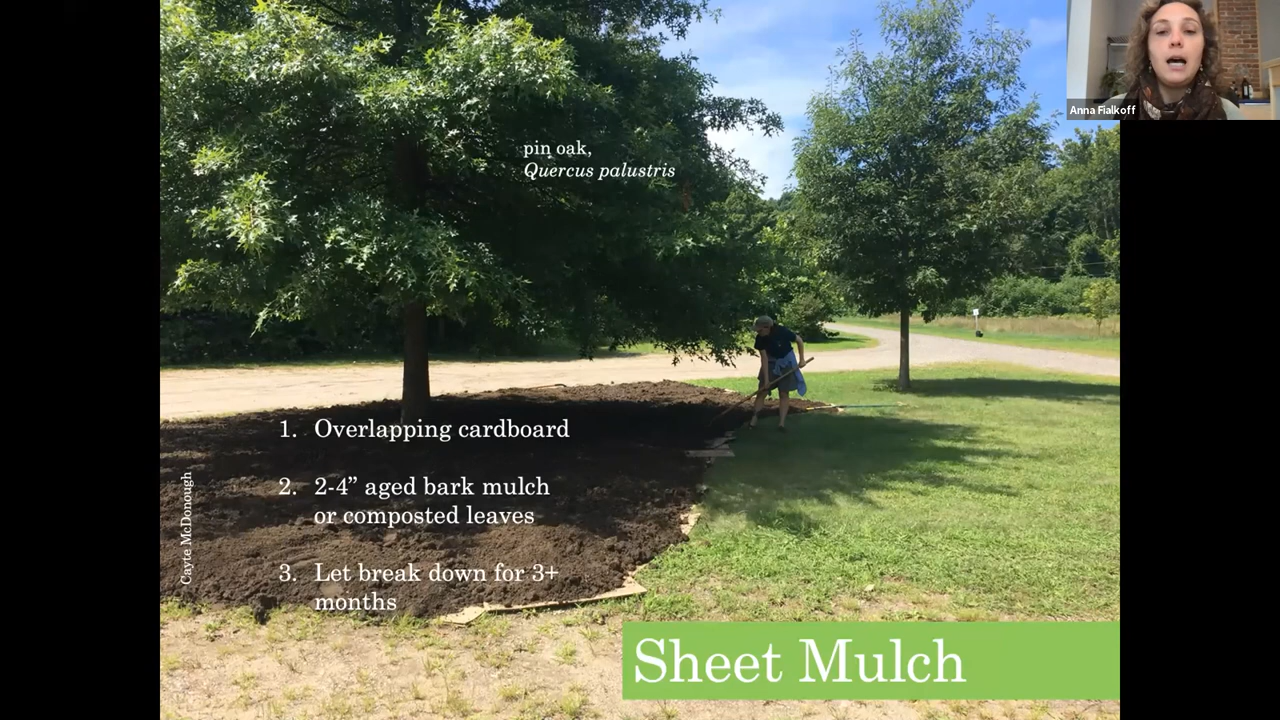 Anna Fialkoff
pin oak,
Quercus palustris
1. Overlapping cardboard
2. 2-4” aged bark mulch
or composted leaves
3. Let break down for 3+
months
Cayte McDonough
Sheet Mulch